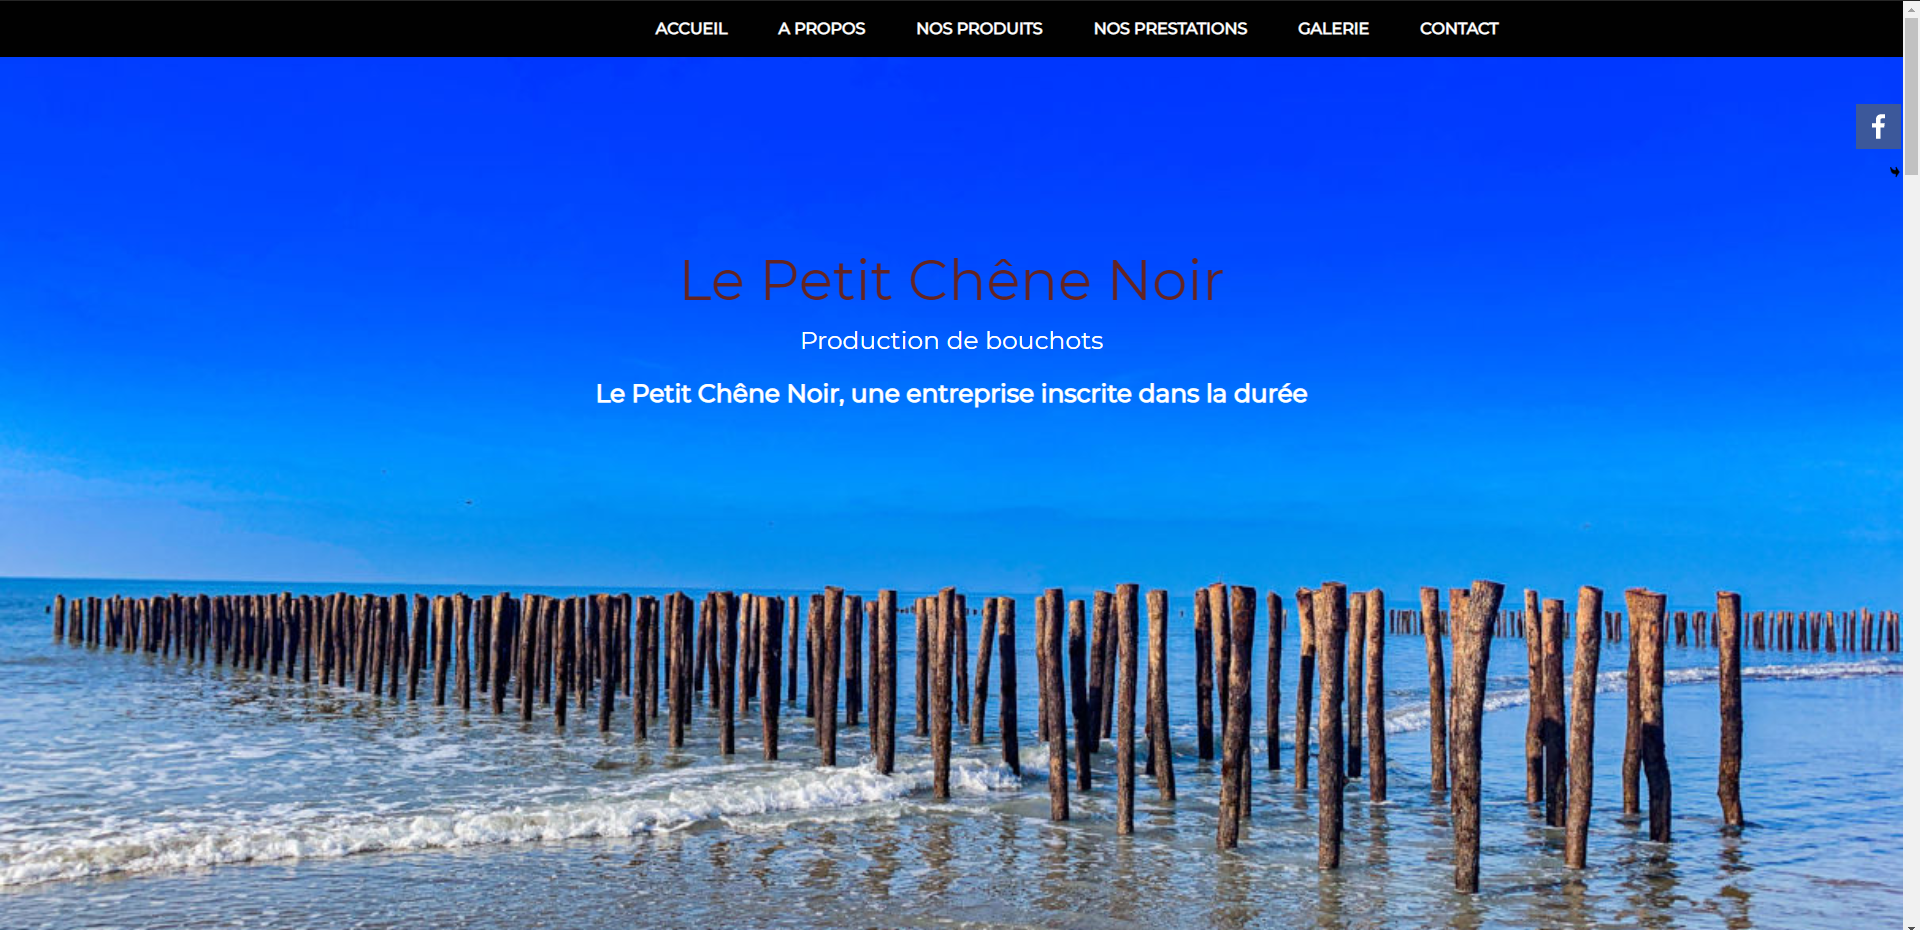 ACCUEIL A PROPOS NOS PRODUITS NOS PRESTATIONS GALERIE CONTACT
Le Petit Chêne Noir
Production de bouchots
Le Petit Chêne Noir, une entreprise inscrite dans la durée